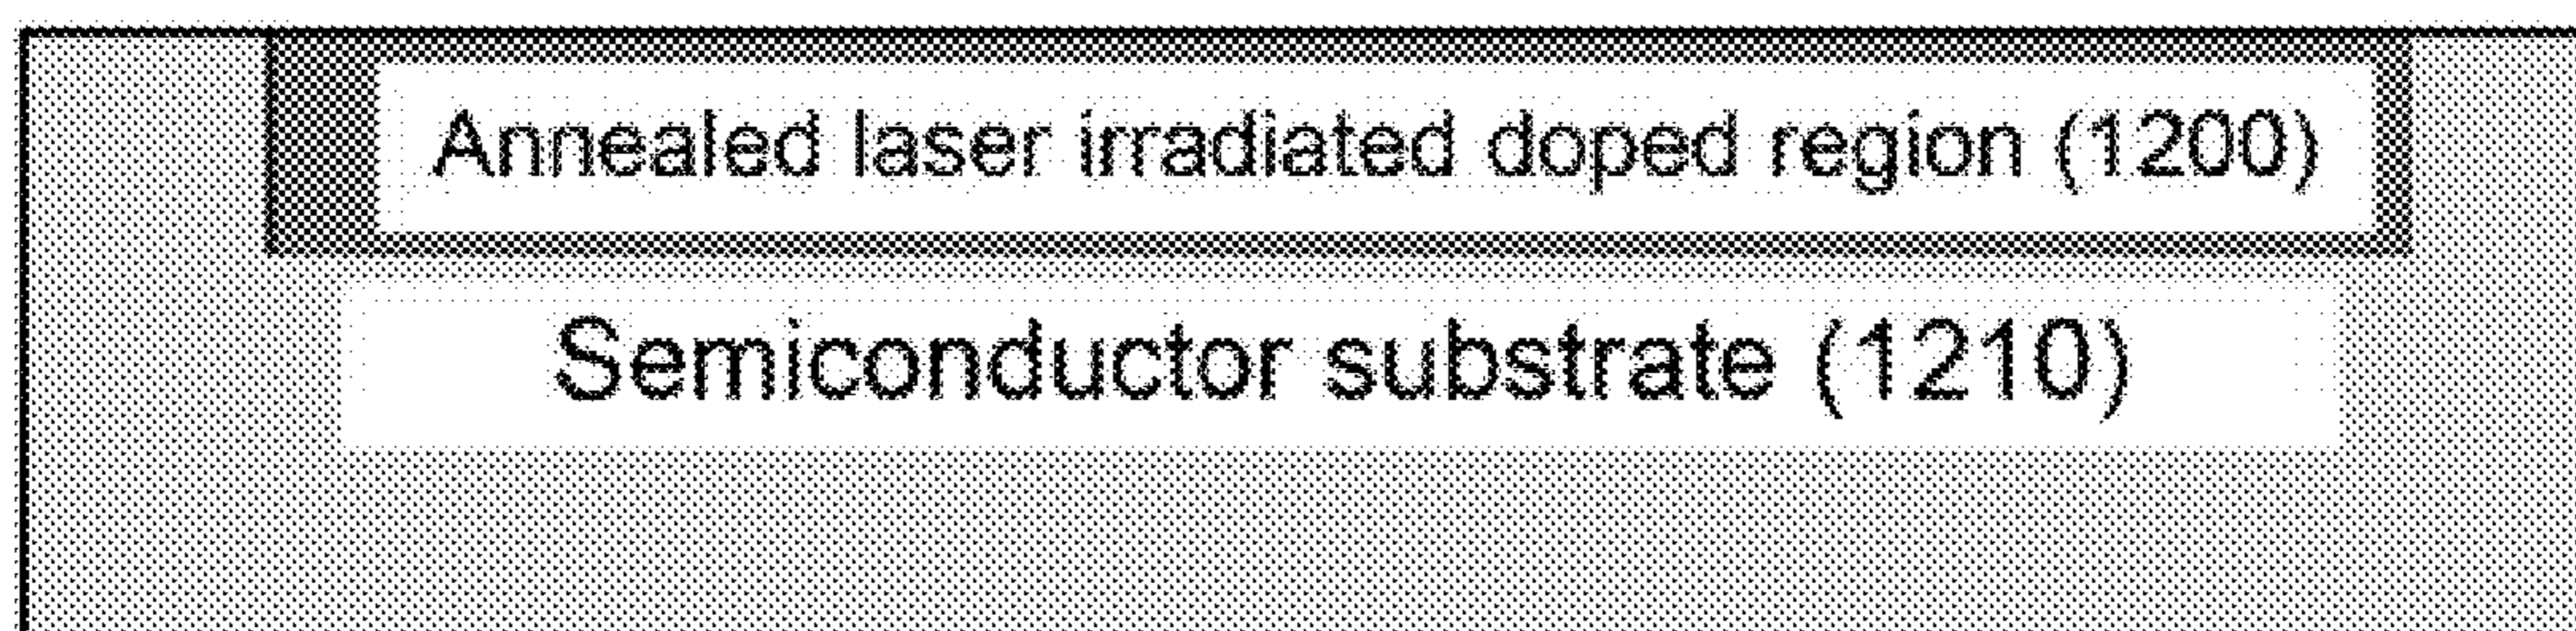 Annealed laser irradiated doped region (1200)
Semiconductor substrate (1210)